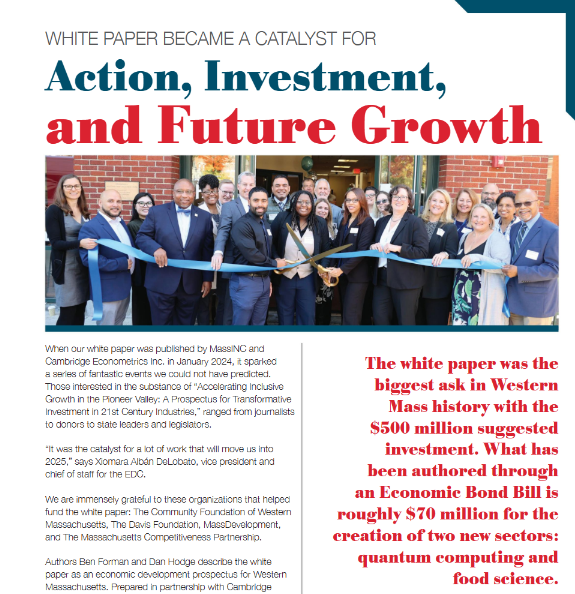 WHITE PAPER BECAME A CATALYST FOR
Action, Investment,
and Future Growth
When our white paper was published by MassINC and
Cambridge Econometrics Inc. in January 2024, it sparked
a series of fantastic events we could not have predicted.
Those interested in the substance of “Accelerating Inclusive
Growth in the Pioneer Valley: A Prospectus for Transformative
Investment in 21st Century Industries,” ranged from journalists
to donors to state leaders and legislators.
“It was the catalyst for a lot of work that will move us into
2025,” says Xiomara Albán DeLobato, vice president and
chief of staff for the EDC.
We are immensely grateful to these organizations that helped
fund the white paper: The Community Foundation of Western
Massachusetts, The Davis Foundation, MassDevelopment,
and The Massachusetts Competitiveness Partnership.
Authors Ben Forman and Dan Hodge describe the white
paper as an economic development prospectus for Western
Massachusetts. Prepared in partnership with Cambridge
The white paper was the
biggest ask in Western
Mass history with the
$500 million suggested
investment. What has
been authored through
an Economic Bond Bill is
roughly $70 million for the
creation of two new sectors:
quantum computing and
food science.